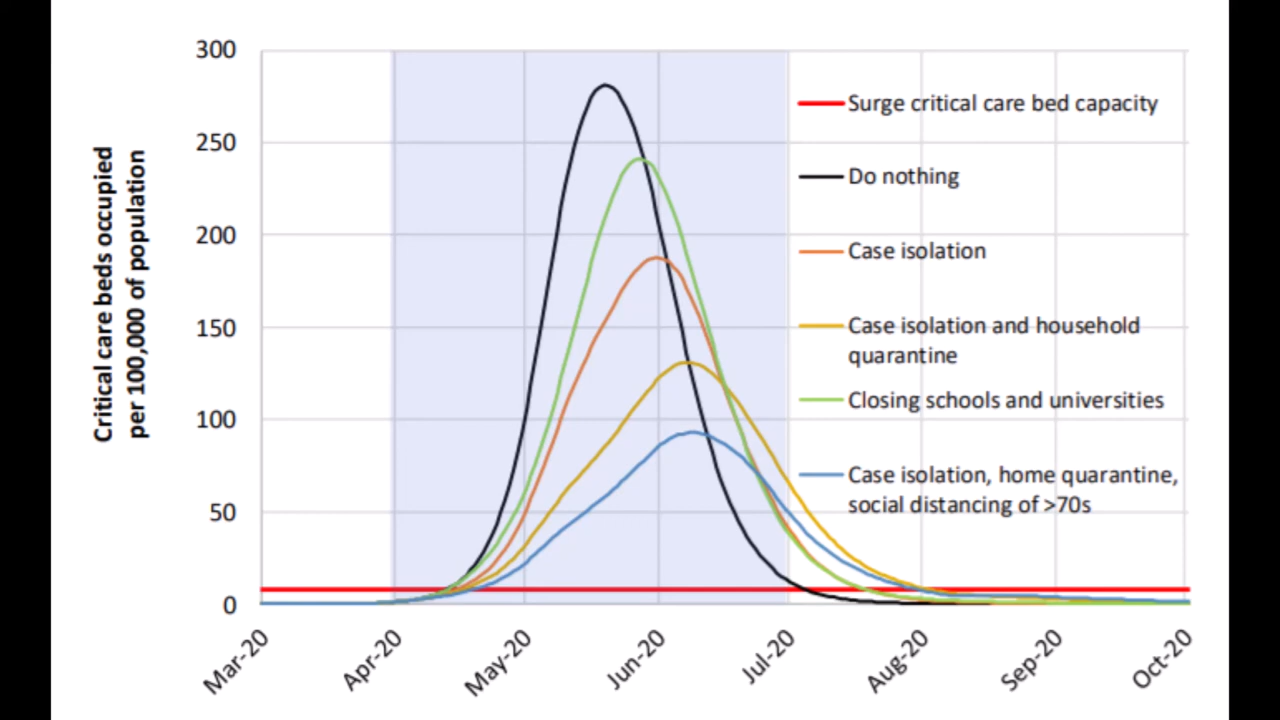 300
250
200
150
100
50
0
Critical care beds occupied
per 100,000 of population
Mar-20
Apr-20
May-20
Jun-20
Jul-20
Aug-20
Sep-20
Oct-20
Surge critical care bed capacity
Do nothing
Case isolation
Case isolation and household
quarantine
Closing schools and universities
Case isolation, home quarantine,
social distancing of >70s